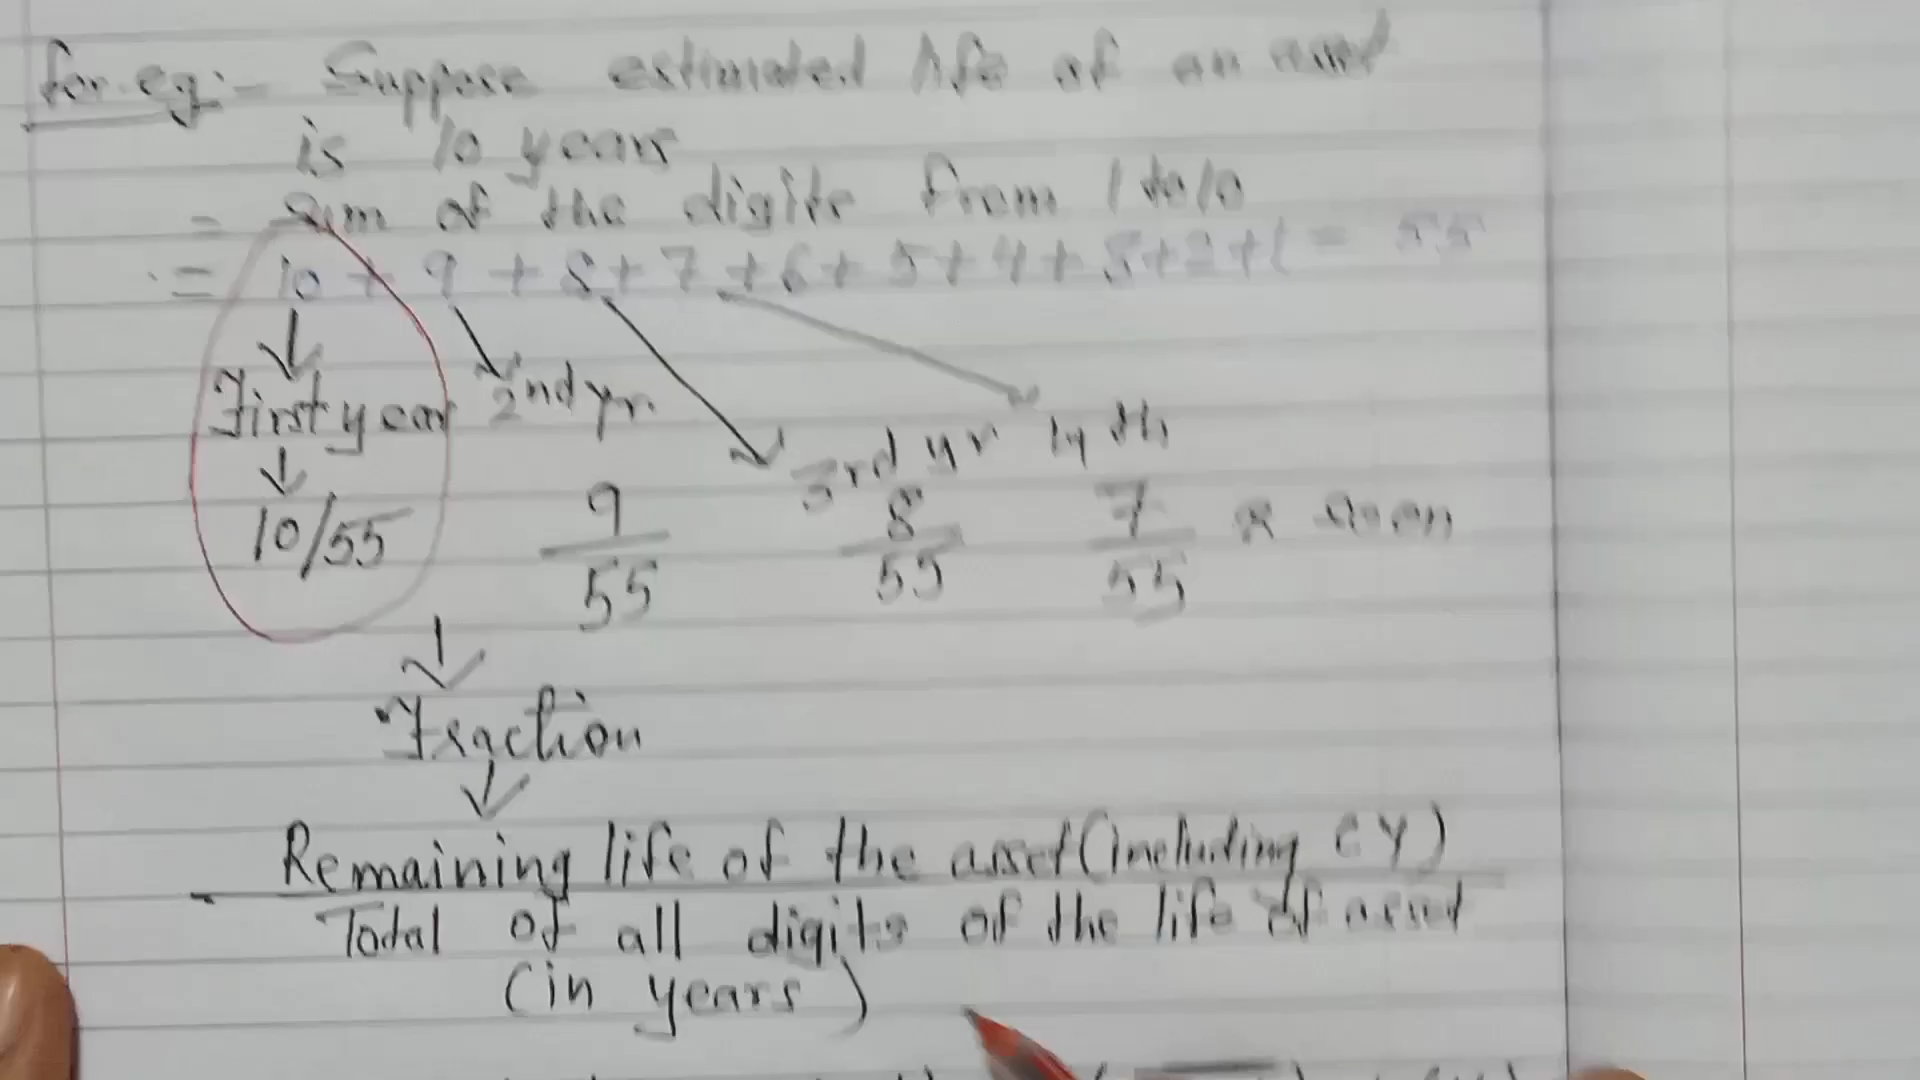 for. eg:- Suppose estimated life of an asset
is 10 years
= Sum of the digits from 1 to 10
= 10 + 9 + 8 + 7 + 6 + 5 + 4 + 3 + 2 + 1 = 55
First year 2nd yr. 3rd yr 4th
10/55 9/55 8/55 7/55 & so on
Fraction
Remaining life of the asset (including CY)
Total of all digits of the life of asset
(in years)